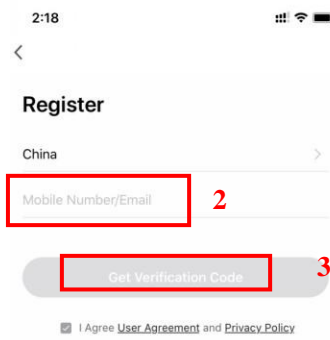 2:18
Register
China
Mobile Number/Email 2
Get Verification Code 3
I Agree User Agreement and Privacy Policy